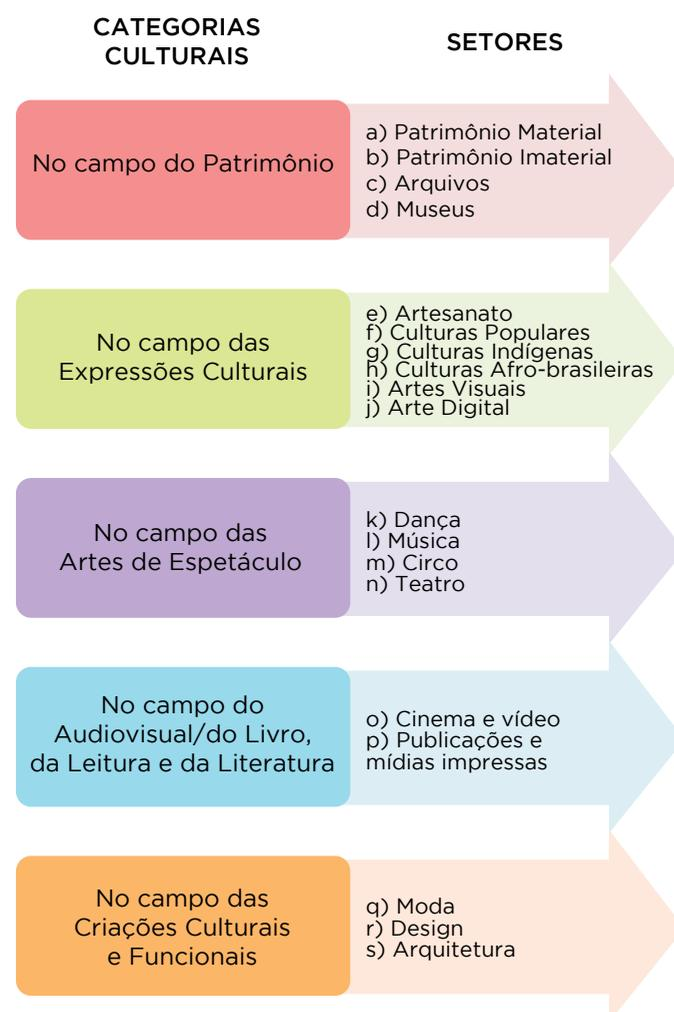 CATEGORIAS
CULTURAIS
SETORES
No campo do Patrimônio
a) Patrimônio Material
b) Patrimônio Imaterial
c) Arquivos
d) Museus
No campo das
Expressões Culturais
e) Artesanato
f) Culturas Populares
g) Culturas Indígenas
h) Culturas Afro-brasileiras
i) Artes Visuais
j) Arte Digital
No campo das
Artes de Espetáculo
k) Dança
l) Música
m) Circo
n) Teatro
No campo do
Audiovisual/do Livro,
da Leitura e da Literatura
o) Cinema e vídeo
p) Publicações e
mídias impressas
No campo das
Criações Culturais
e Funcionais
q) Moda
r) Design
s) Arquitetura